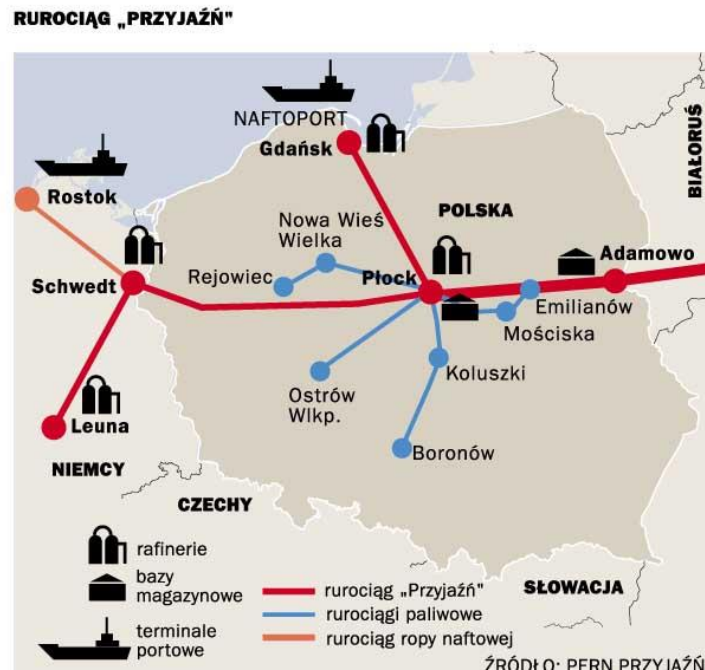 RUROCIĄG „PRZYJAŹŃ"
NAFTOPORT
Gdańsk
BIAŁORUŚ
Rostok
Nowa Wieś
Wielka
POLSKA
Rejowiec
Płock
Adamowo
Schwedt
Emilianów
Mościska
Ostrów
Wlkp.
Koluszki
Leuna
Boronów
NIEMCY
CZECHY
rafinerie
bazy
magazynowe
terminale
portowe
rurociąg „Przyjaźń"
rurociągi paliwowe
rurociąg ropy naftowej
SŁOWACJA
ŹRÓDŁO: PERN PRZYJAŹŃ